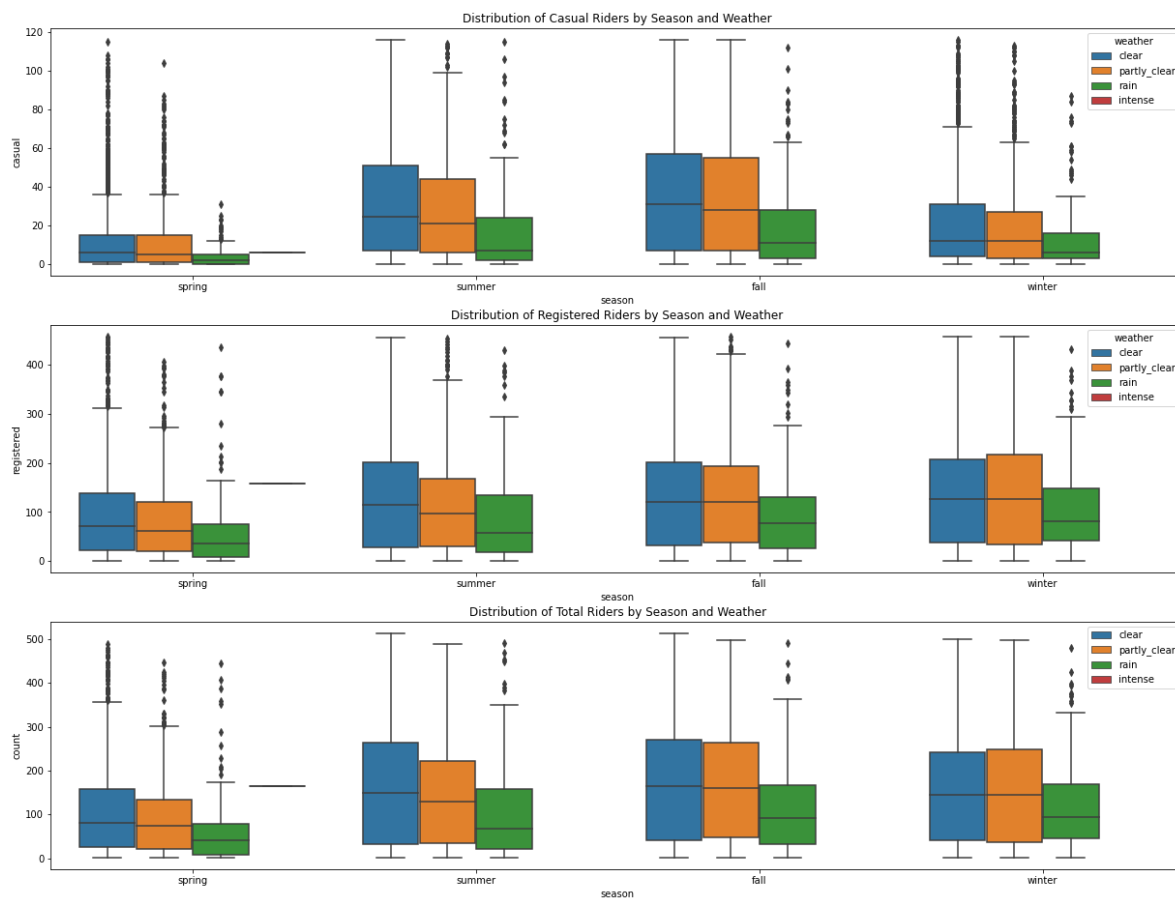 Distribution of Casual Riders by Season and Weather
120
100
80
60
40
20
0
casual
weather
clear
partly_clear
rain
intense
spring summer fall winter
season
Distribution of Registered Riders by Season and Weather
400
300
200
100
0
registered
weather
clear
partly_clear
rain
intense
spring summer fall winter
season
Distribution of Total Riders by Season and Weather
500
400
300
200
100
0
count
weather
clear
partly_clear
rain
intense
spring summer fall winter
season